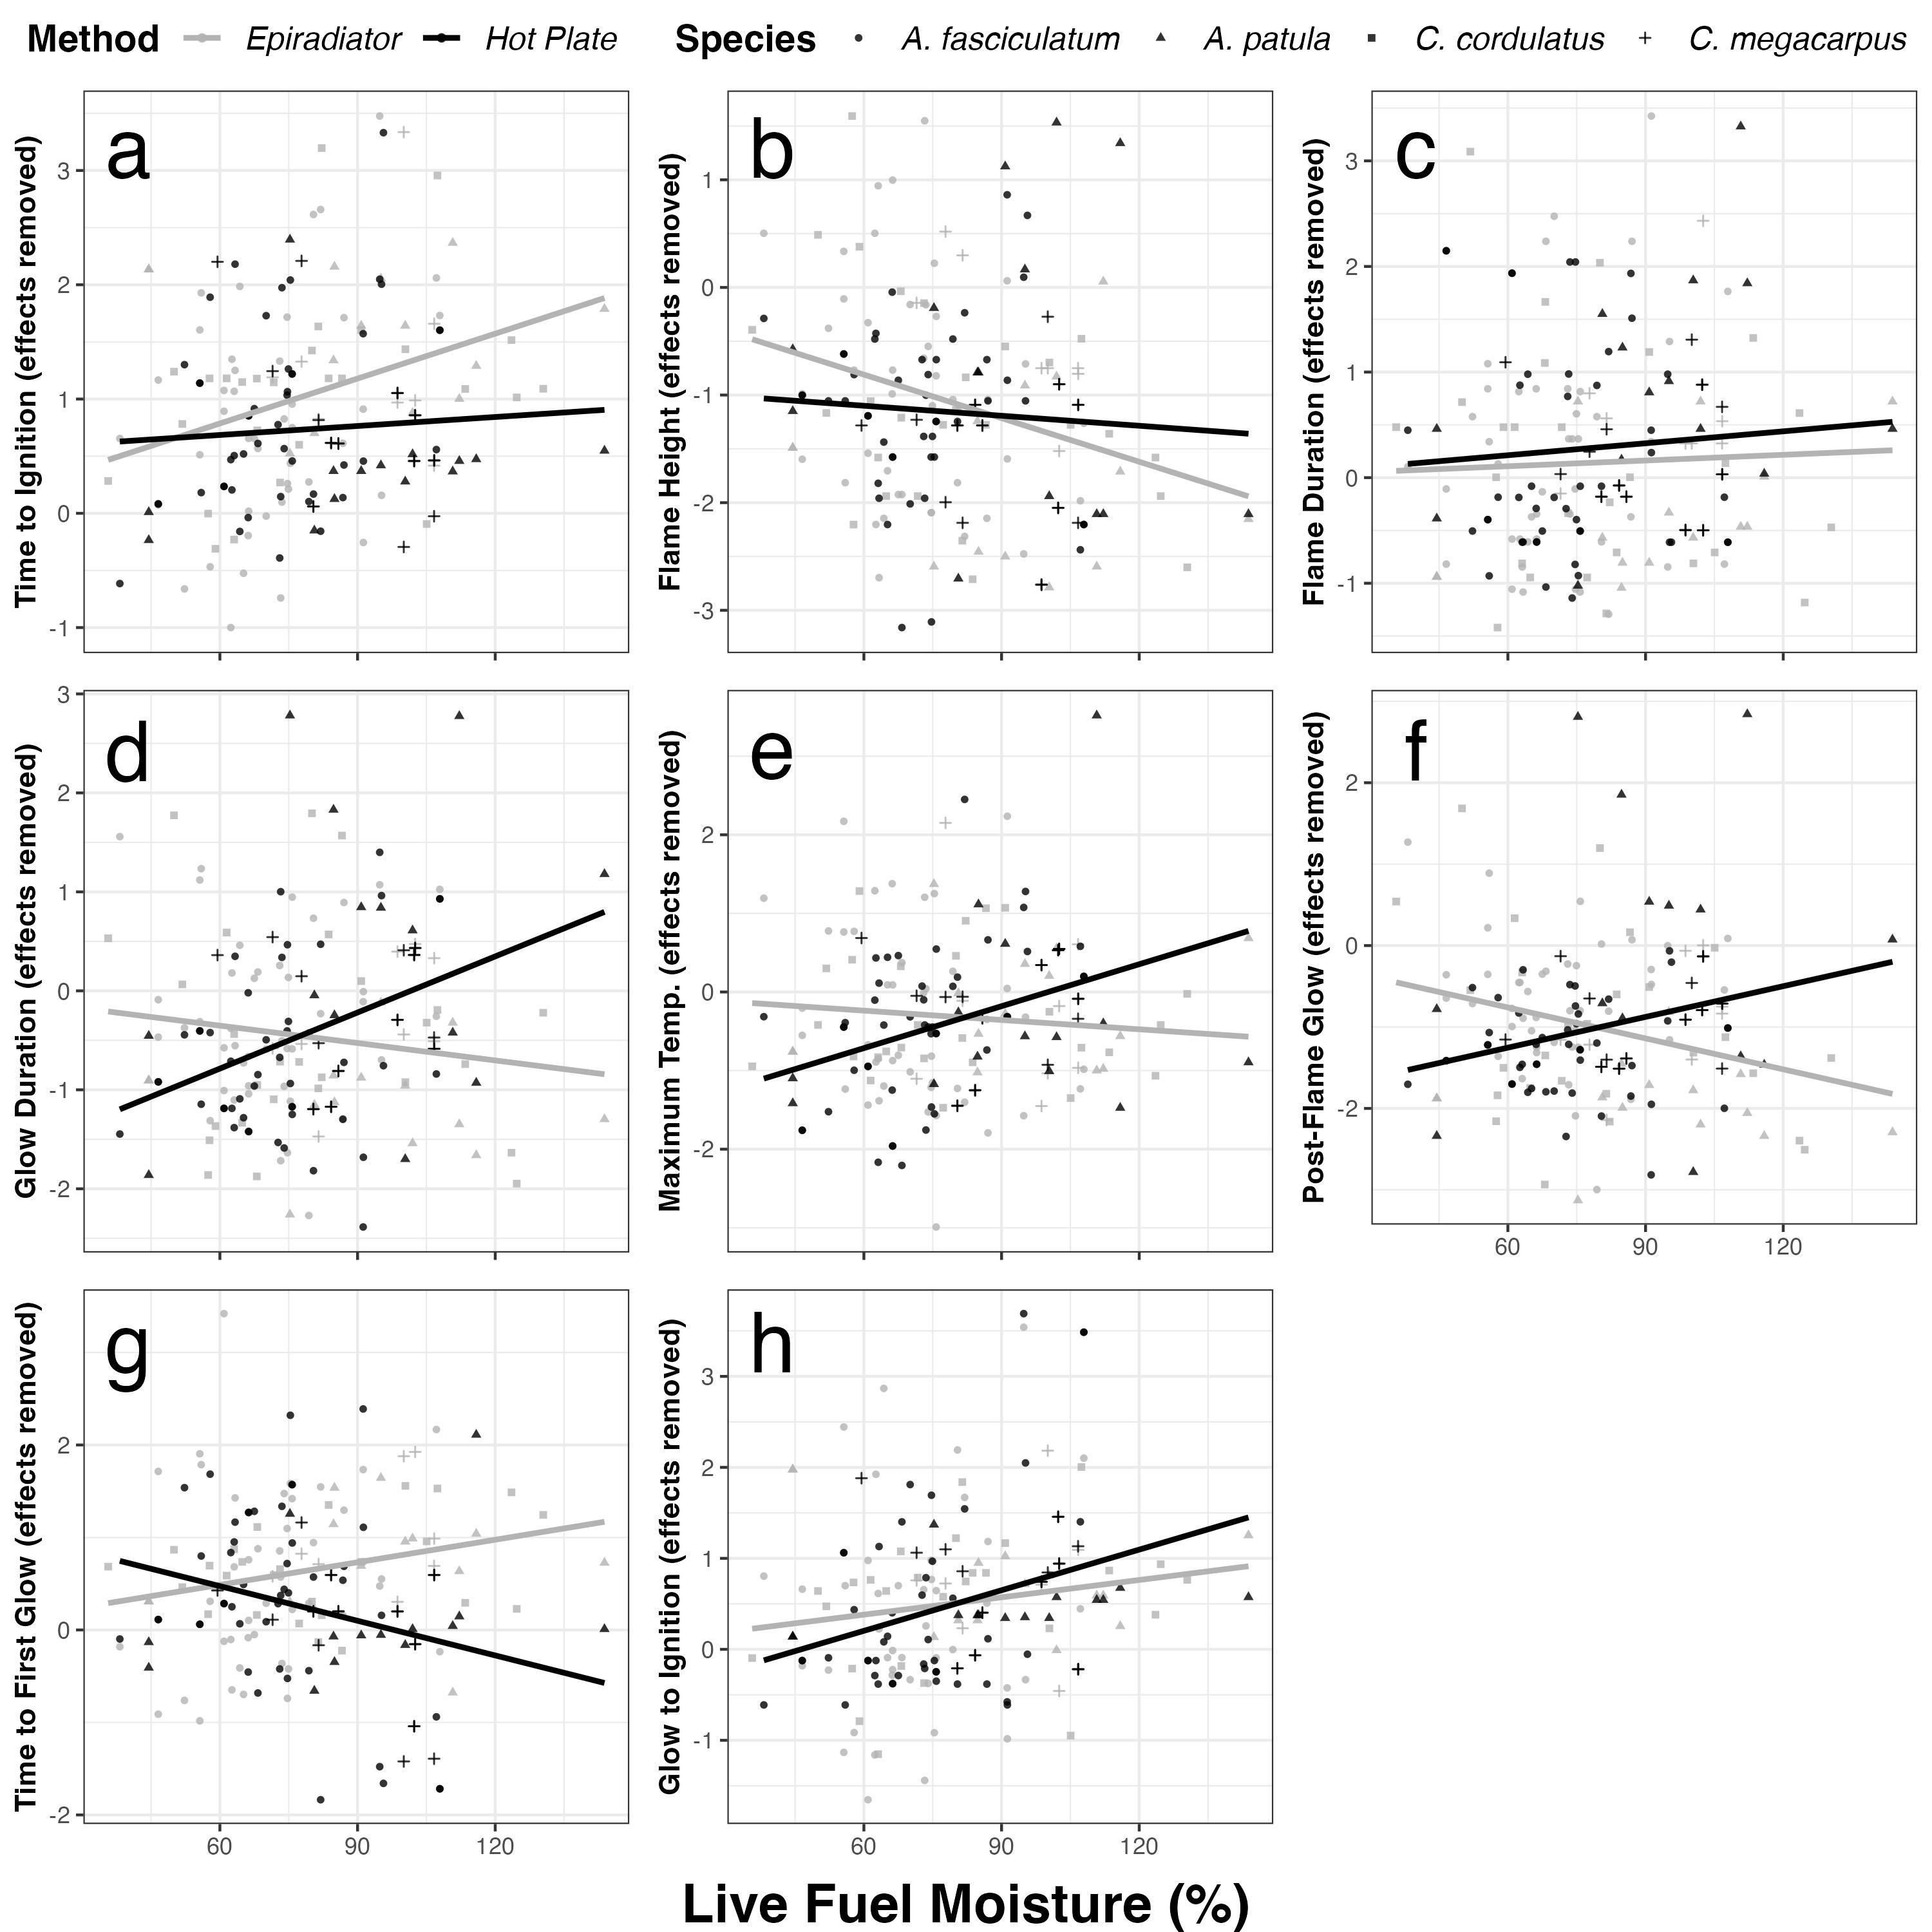 Method Epiradiator Hot Plate Species A. fasciculatum A. patula C. cordulatus C. megacarpus
a
Time to Ignition (effects removed)
3
2
1
0
-1
b
Flame Height (effects removed)
1
0
-1
-2
-3
c
Flame Duration (effects removed)
3
2
1
0
-1
d
Glow Duration (effects removed)
3
2
1
0
-1
-2
e
Maximum Temp. (effects removed)
2
0
-2
f
Post-Flame Glow (effects removed)
2
0
-2
60 90 120
g
Time to First Glow (effects removed)
2
0
-2
60 90 120
h
Glow to Ignition (effects removed)
3
2
1
0
-1
60 90 120
Live Fuel Moisture (%)